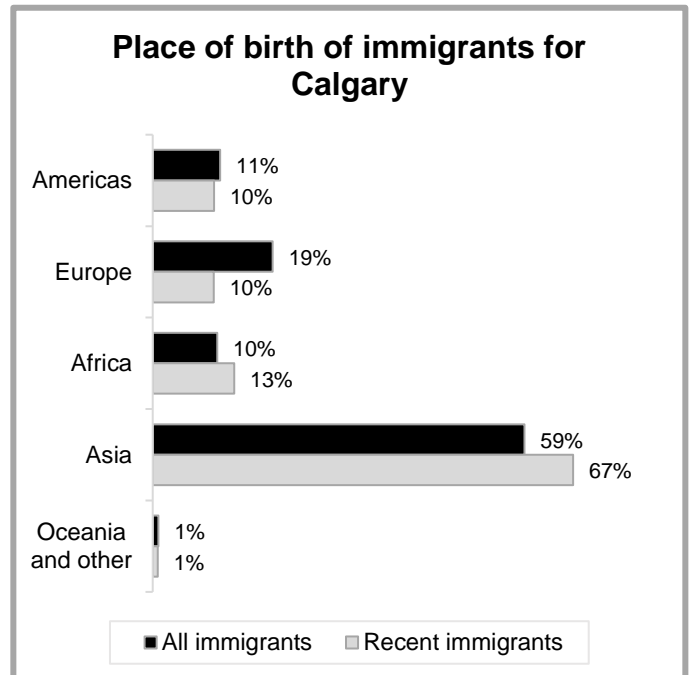 Place of birth of immigrants for
Calgary
Americas
11%
10%
Europe
19%
10%
Africa
10%
13%
Asia
59%
67%
Oceania
and other
1%
1%
All immigrants
Recent immigrants